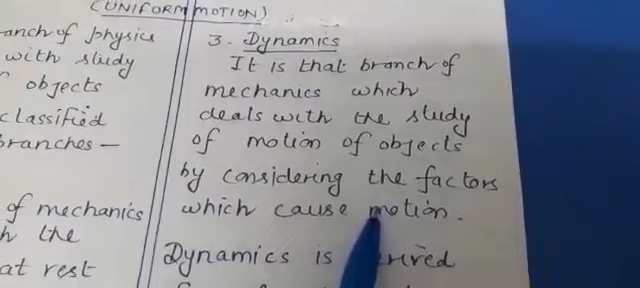 (UNIFORM MOTION)
anch of physics
with study
objects
classified
branches —
of mechanics
the
at rest
3. Dynamics
It is that branch of
mechanics which
deals with the study
of motion of objects
by considering the factors
which cause motion.
Dynamics is